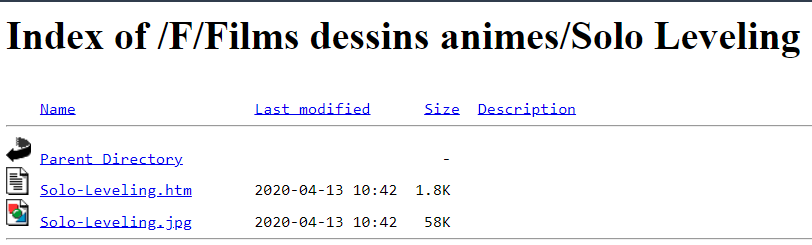 Index of /F/Films dessins animes/Solo Leveling
Name Last modified Size Description
Parent Directory -
Solo-Leveling.htm 2020-04-13 10:42 1.8K
Solo-Leveling.jpg 2020-04-13 10:42 58K